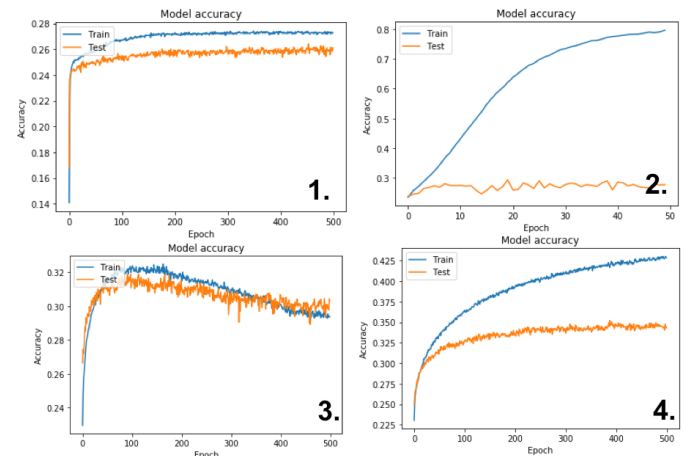 Model accuracy
Train
Test
Accuracy
0.28
0.26
0.24
0.22
0.20
0.18
0.16
0.14
0 100 200 300 400 500
Epoch
1.
Model accuracy
Train
Test
Accuracy
0.8
0.7
0.6
0.5
0.4
0.3
0 10 20 30 40 50
Epoch
2.
Model accuracy
Train
Test
Accuracy
0.32
0.30
0.28
0.26
0.24
0 100 200 300 400 500
Epoch
3.
Model accuracy
Train
Test
Accuracy
0.425
0.400
0.375
0.350
0.325
0.300
0.275
0.250
0.225
0 100 200 300 400 500
Epoch
4.